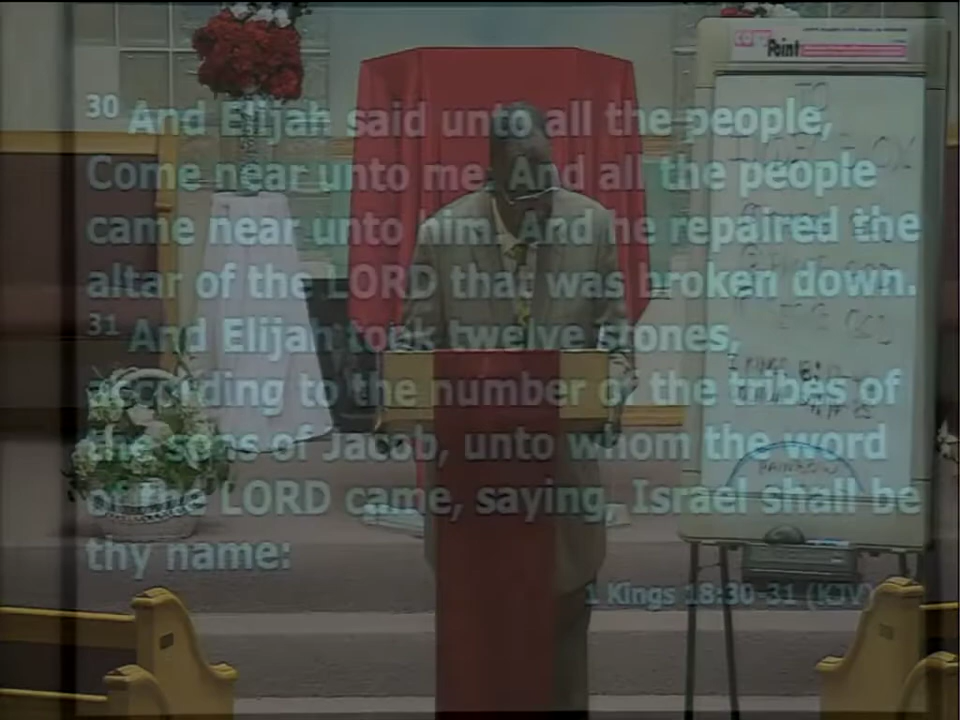 30 And Elijah said unto all the people,
Come near unto me. And all the people
came near unto him. And he repaired the
altar of the LORD that was broken down.
31 And Elijah took twelve stones,
according to the number of the tribes of
the sons of Jacob, unto whom the word
of the LORD came, saying, Israel shall be
thy name:
1 Kings 18:30-31 (KJV)
Point
I KINGS
RAINBOW